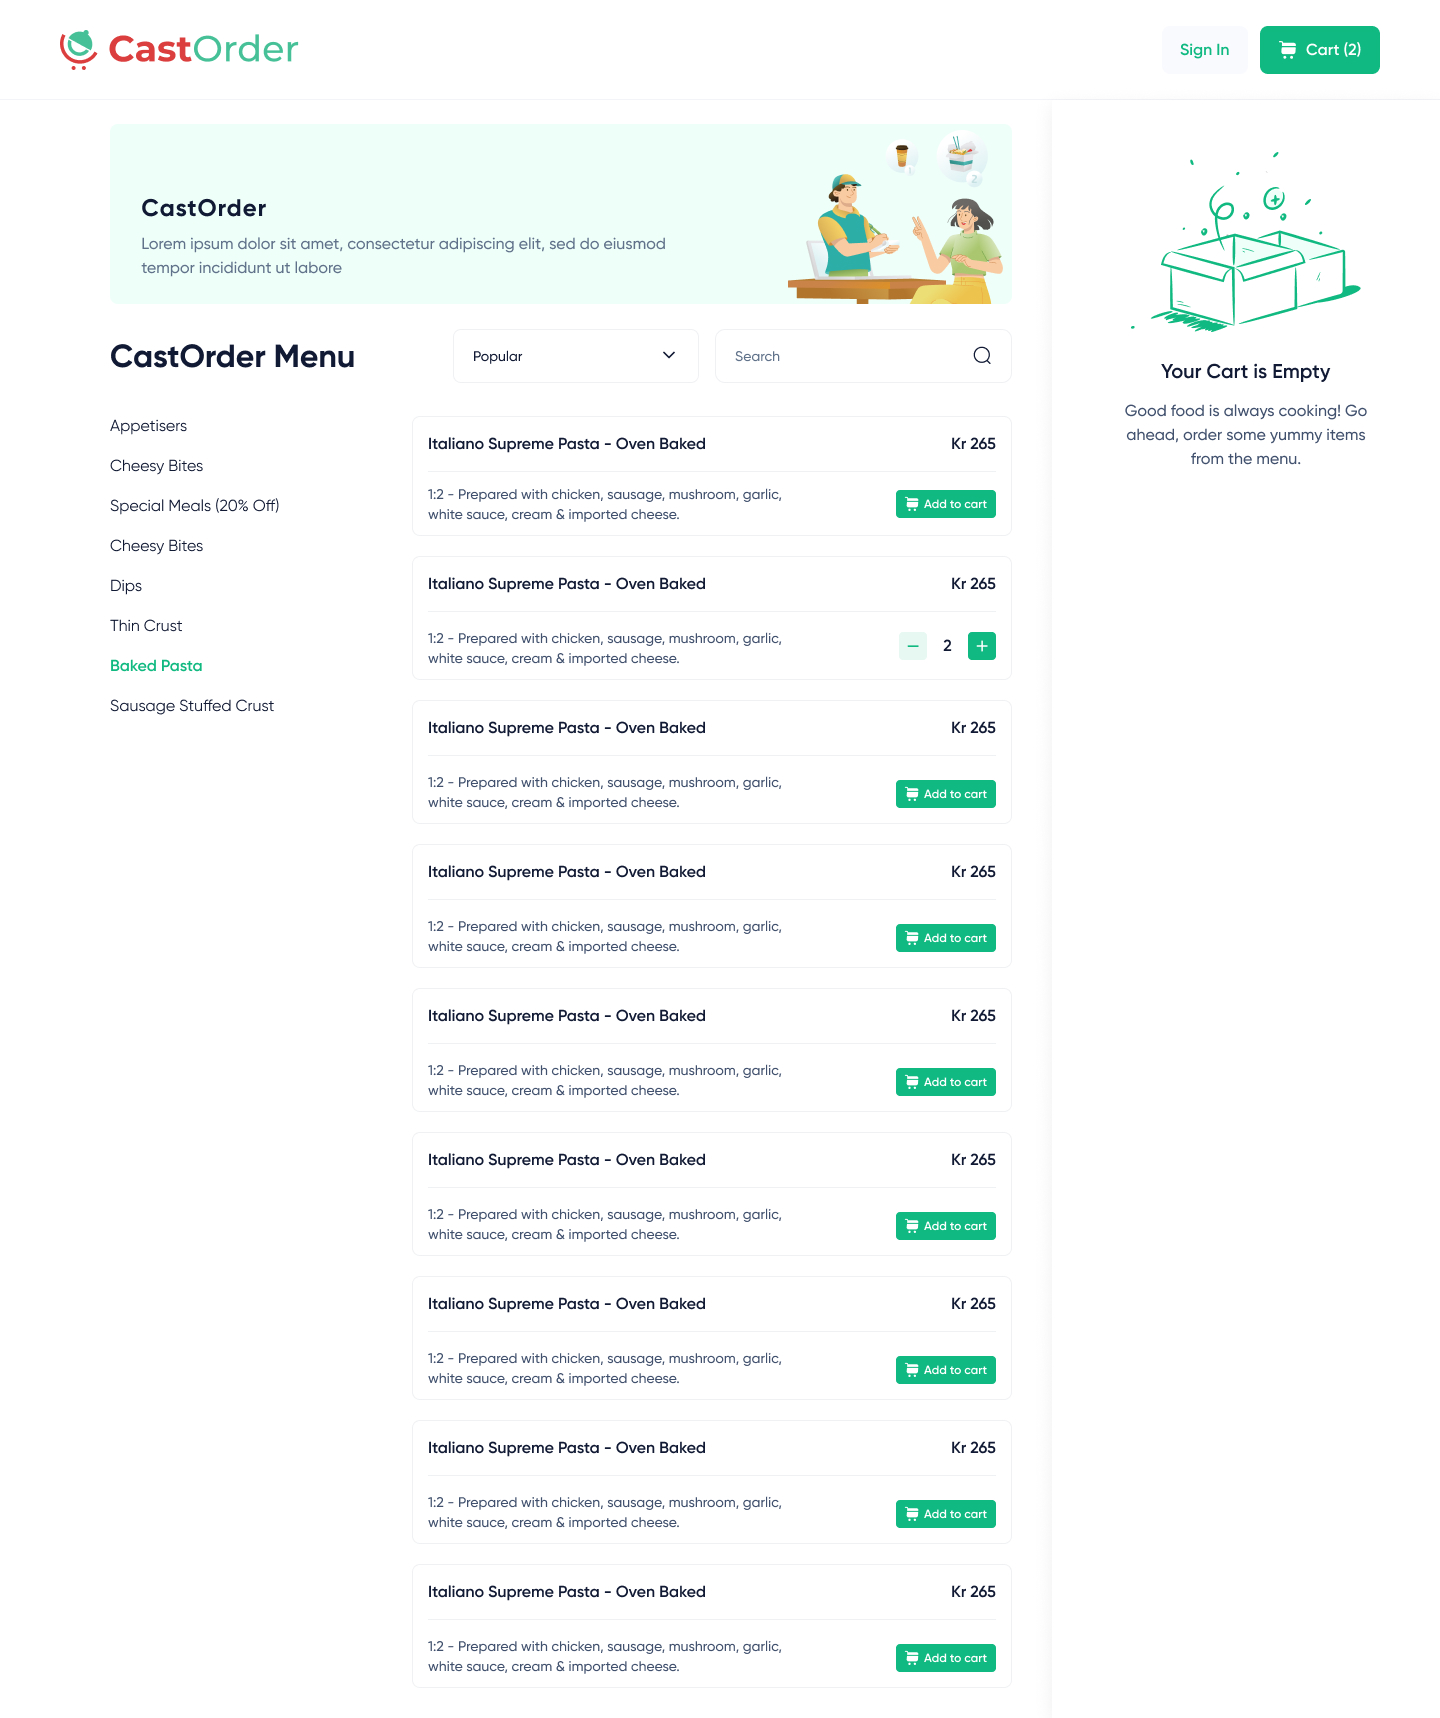 CastOrder
Sign In
Cart (2)
CastOrder
Lorem ipsum dolor sit amet, consectetur adipiscing elit, sed do eiusmod
tempor incididunt ut labore
1
2
CastOrder Menu
Popular
Search
Appetisers
Cheesy Bites
Special Meals (20% Off)
Cheesy Bites
Dips
Thin Crust
Baked Pasta
Sausage Stuffed Crust
Italiano Supreme Pasta - Oven Baked
Kr 265
1:2 - Prepared with chicken, sausage, mushroom, garlic,
white sauce, cream & imported cheese.
Add to cart
Italiano Supreme Pasta - Oven Baked
Kr 265
1:2 - Prepared with chicken, sausage, mushroom, garlic,
white sauce, cream & imported cheese.
2
Italiano Supreme Pasta - Oven Baked
Kr 265
1:2 - Prepared with chicken, sausage, mushroom, garlic,
white sauce, cream & imported cheese.
Add to cart
Italiano Supreme Pasta - Oven Baked
Kr 265
1:2 - Prepared with chicken, sausage, mushroom, garlic,
white sauce, cream & imported cheese.
Add to cart
Italiano Supreme Pasta - Oven Baked
Kr 265
1:2 - Prepared with chicken, sausage, mushroom, garlic,
white sauce, cream & imported cheese.
Add to cart
Italiano Supreme Pasta - Oven Baked
Kr 265
1:2 - Prepared with chicken, sausage, mushroom, garlic,
white sauce, cream & imported cheese.
Add to cart
Italiano Supreme Pasta - Oven Baked
Kr 265
1:2 - Prepared with chicken, sausage, mushroom, garlic,
white sauce, cream & imported cheese.
Add to cart
Italiano Supreme Pasta - Oven Baked
Kr 265
1:2 - Prepared with chicken, sausage, mushroom, garlic,
white sauce, cream & imported cheese.
Add to cart
Italiano Supreme Pasta - Oven Baked
Kr 265
1:2 - Prepared with chicken, sausage, mushroom, garlic,
white sauce, cream & imported cheese.
Add to cart
Your Cart is Empty
Good food is always cooking! Go
ahead, order some yummy items
from the menu.